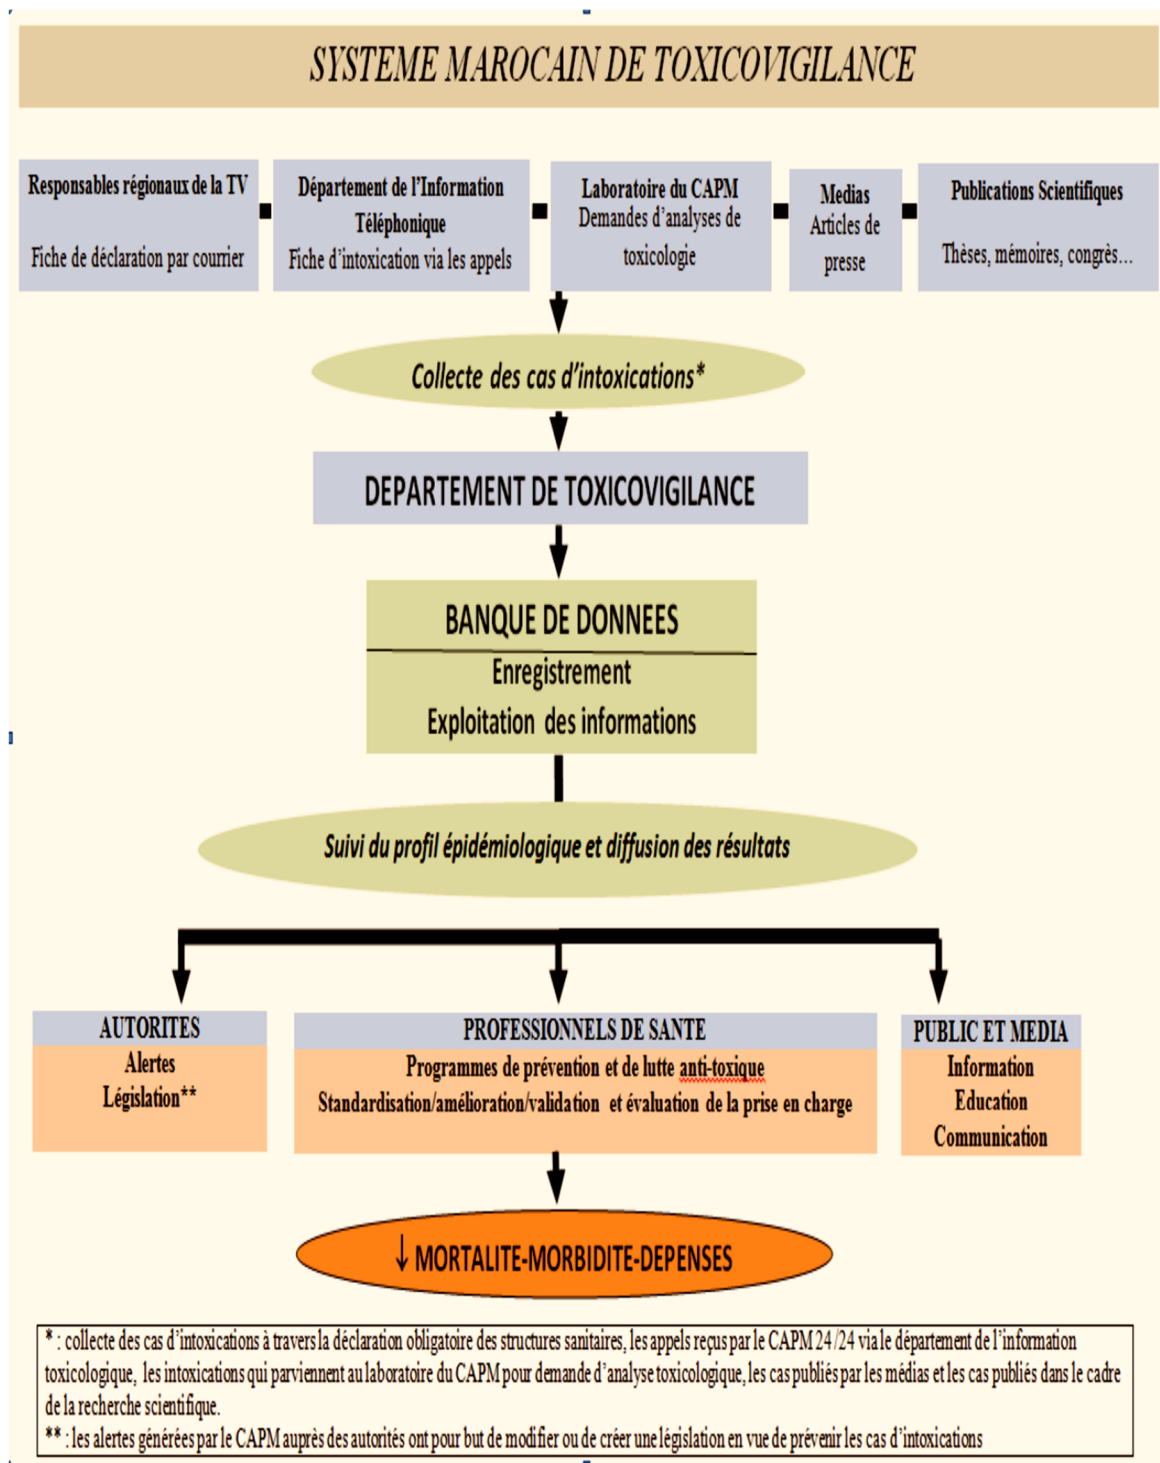 SYSTEME MAROCAIN DE TOXICOVIGILANCE
Responsables régionaux de la TV
Fiche de déclaration par courrier
Département de l'Information
Téléphonique
Fiche d'intoxication via les appels
Laboratoire du CAPM
Demandes d'analyses de
toxicologie
Medias
Articles de
presse
Publications Scientifiques
Thèses, mémoires, congrès…
Collecte des cas d'intoxications*
DEPARTEMENT DE TOXICOVIGILANCE
BANQUE DE DONNEES
Enregistrement
Exploitation des informations
Suivi du profil épidémiologique et diffusion des résultats
AUTORITES
Alertes
Législation**
PROFESSIONNELS DE SANTE
Programmes de prévention et de lutte anti-toxique
Standardisation/amélioration/validation et évaluation de la prise en charge
PUBLIC ET MEDIA
Information
Education
Communication
↓ MORTALITE-MORBIDITE-DEPENSES
* : collecte des cas d'intoxications à travers la déclaration obligatoire des structures sanitaires, les appels reçus par le CAPM 24/24 via le département de l'information
toxicologique, les intoxications qui parviennent au laboratoire du CAPM pour demande d'analyse toxicologique, les cas publiés par les médias et les cas publiés dans le cadre
de la recherche scientifique.
** : les alertes générées par le CAPM auprès des autorités ont pour but de modifier ou de créer une législation en vue de prévenir les cas d'intoxications